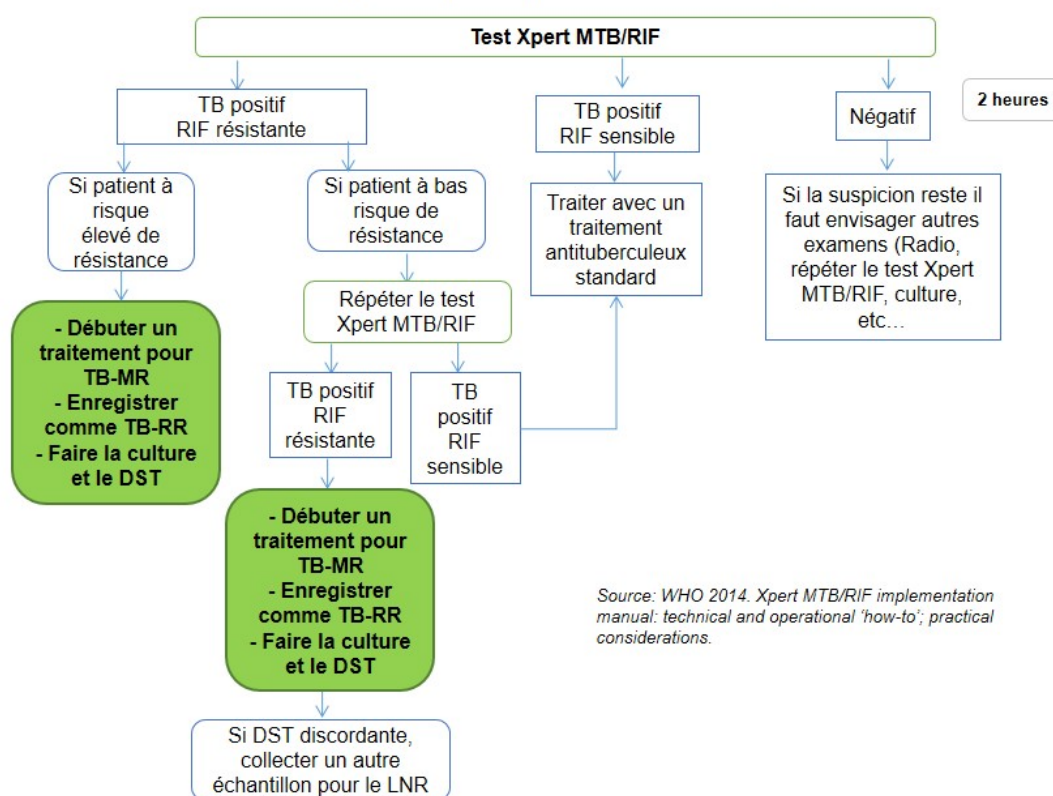 Test Xpert MTB/RIF
2 heures
TB positif
RIF résistante
TB positif
RIF sensible
Négatif
Si patient à
risque
élevé de
résistance
Si patient à bas
risque de
résistance
Traiter avec un
traitement
antituberculeux
standard
Si la suspicion reste il
faut envisager autres
examens (Radio,
répéter le test Xpert
MTB/RIF, culture,
etc…
- Débuter un
traitement pour
TB-MR
- Enregistrer
comme TB-RR
- Faire la culture
et le DST
Répéter le test
Xpert MTB/RIF
TB positif
RIF
résistante
TB
positif
RIF
sensible
- Débuter un
traitement pour
TB-MR
- Enregistrer
comme TB-RR
- Faire la culture
et le DST
Source: WHO 2014. Xpert MTB/RIF implementation
manual: technical and operational ‘how-to’; practical
considerations.
Si DST discordante,
collecter un autre
échantillon pour le LNR